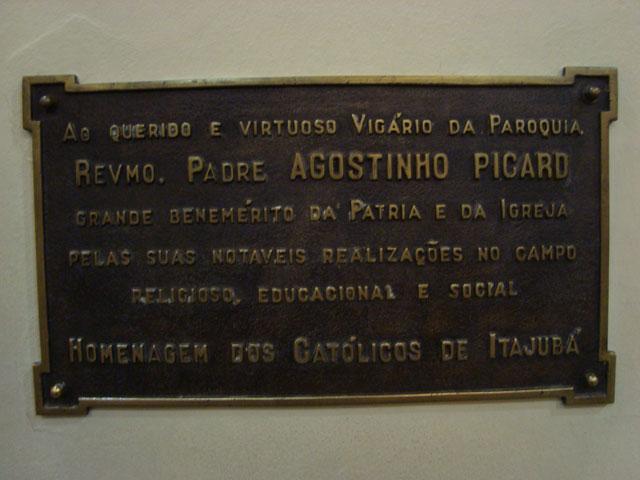 Ao querido e virtuoso Vigário da Paroquia,
Revmo. Padre AGOSTINHO PICARD
grande benemérito da Patria e da Igreja
pelas suas notaveis realizações no campo
religioso, educacional e social
Homenagem dos Católicos de Itajubá